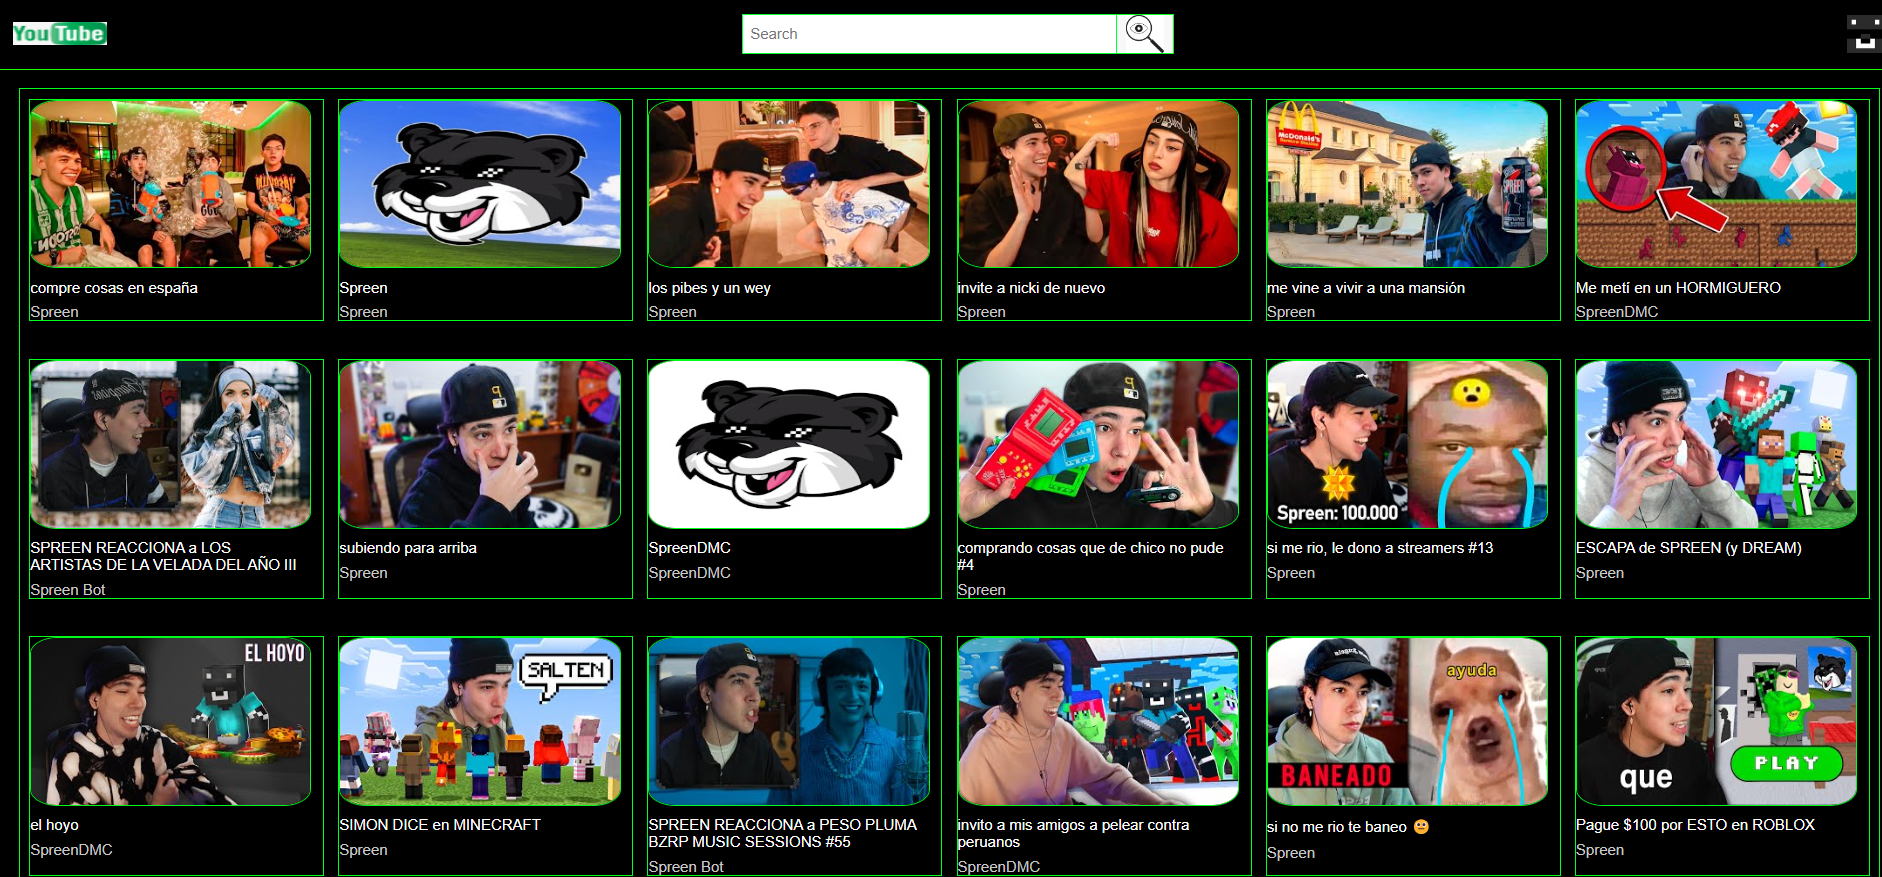 YouTube
Search
compre cosas en españa
Spreen
Spreen
Spreen
los pibes y un wey
Spreen
invite a nicki de nuevo
Spreen
McDonald's
SPREEN
me vine a vivir a una mansión
Spreen
Me metí en un HORMIGUERO
SpreenDMC
SPREEN REACCIONA a LOS
ARTISTAS DE LA VELADA DEL AÑO III
Spreen Bot
subiendo para arriba
Spreen
SpreenDMC
SpreenDMC
comprando cosas que de chico no pude
#4
Spreen
Spreen: 100.000
si me rio, le dono a streamers #13
Spreen
ESCAPA de SPREEN (y DREAM)
Spreen
EL HOYO
el hoyo
SpreenDMC
SALTEN
SIMON DICE en MINECRAFT
Spreen
SPREEN REACCIONA a PESO PLUMA
BZRP MUSIC SESSIONS #55
Spreen Bot
invito a mis amigos a pelear contra
peruanos
SpreenDMC
ayuda
BANEADO
si no me rio te baneo 😐
Spreen
que
PLAY
Pague $100 por ESTO en ROBLOX
Spreen